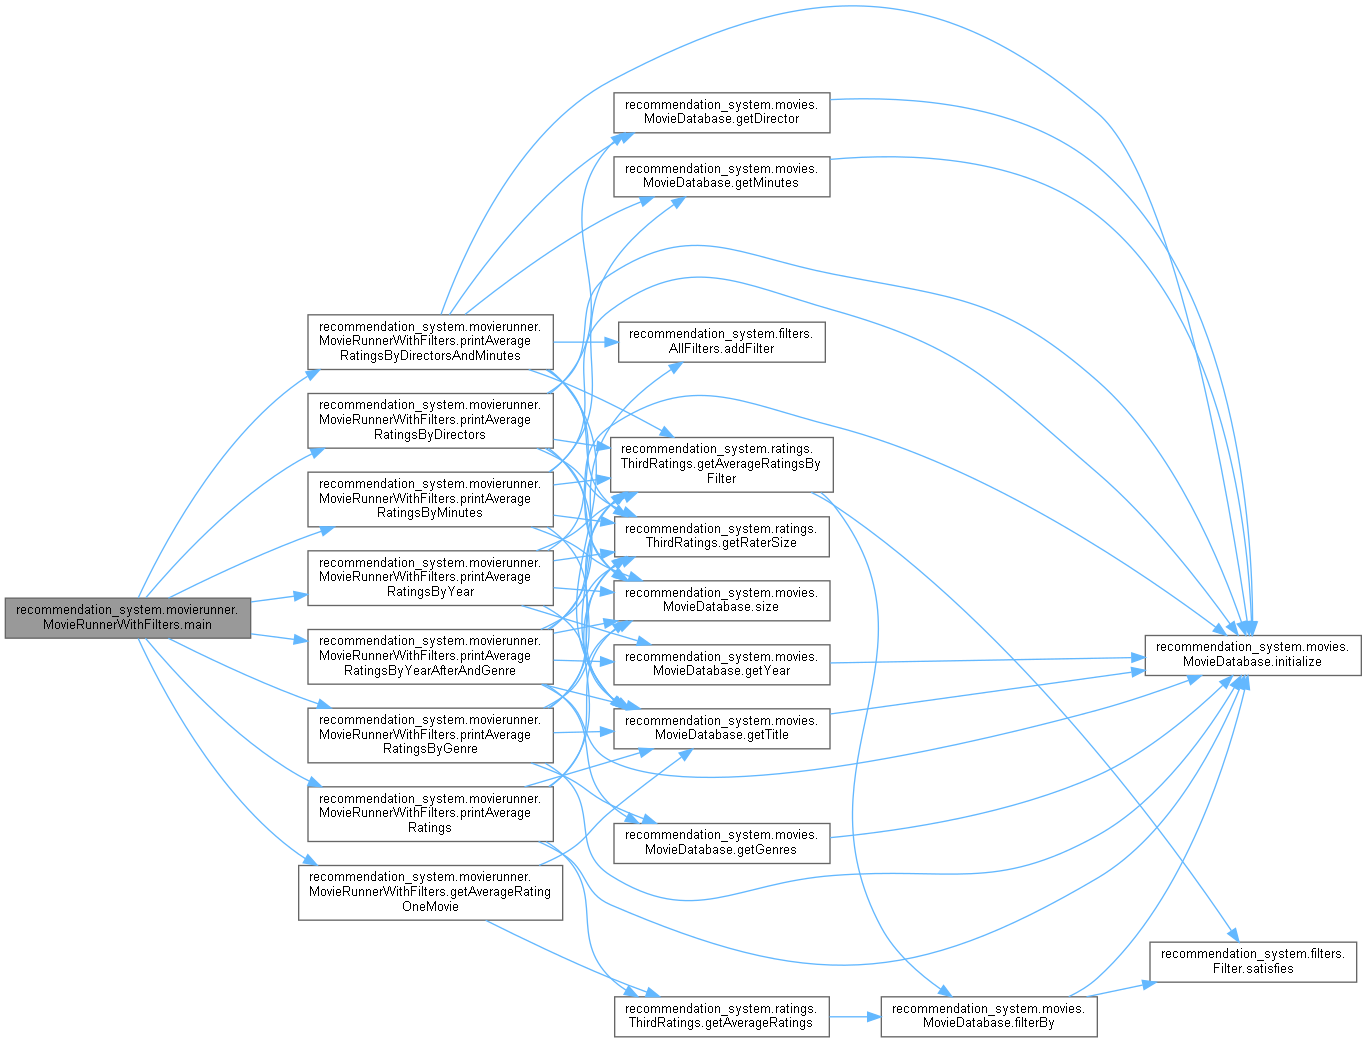 recommendation_system.movierunner.
MovieRunnerWithFilters.main
recommendation_system.movierunner.
MovieRunnerWithFilters.printAverage
RatingsByDirectorsAndMinutes
recommendation_system.movierunner.
MovieRunnerWithFilters.printAverage
RatingsByDirectors
recommendation_system.movierunner.
MovieRunnerWithFilters.printAverage
RatingsByMinutes
recommendation_system.movierunner.
MovieRunnerWithFilters.printAverage
RatingsByYear
recommendation_system.movierunner.
MovieRunnerWithFilters.printAverage
RatingsByYearAfterAndGenre
recommendation_system.movierunner.
MovieRunnerWithFilters.printAverage
RatingsByGenre
recommendation_system.movierunner.
MovieRunnerWithFilters.printAverage
Ratings
recommendation_system.movierunner.
MovieRunnerWithFilters.getAverageRating
OneMovie
recommendation_system.movies.
MovieDatabase.getDirector
recommendation_system.movies.
MovieDatabase.getMinutes
recommendation_system.filters.
AllFilters.addFilter
recommendation_system.ratings.
ThirdRatings.getAverageRatingsBy
Filter
recommendation_system.ratings.
ThirdRatings.getRaterSize
recommendation_system.movies.
MovieDatabase.size
recommendation_system.movies.
MovieDatabase.getYear
recommendation_system.movies.
MovieDatabase.getTitle
recommendation_system.movies.
MovieDatabase.getGenres
recommendation_system.ratings.
ThirdRatings.getAverageRatings
recommendation_system.movies.
MovieDatabase.filterBy
recommendation_system.movies.
MovieDatabase.initialize
recommendation_system.filters.
Filter.satisfies